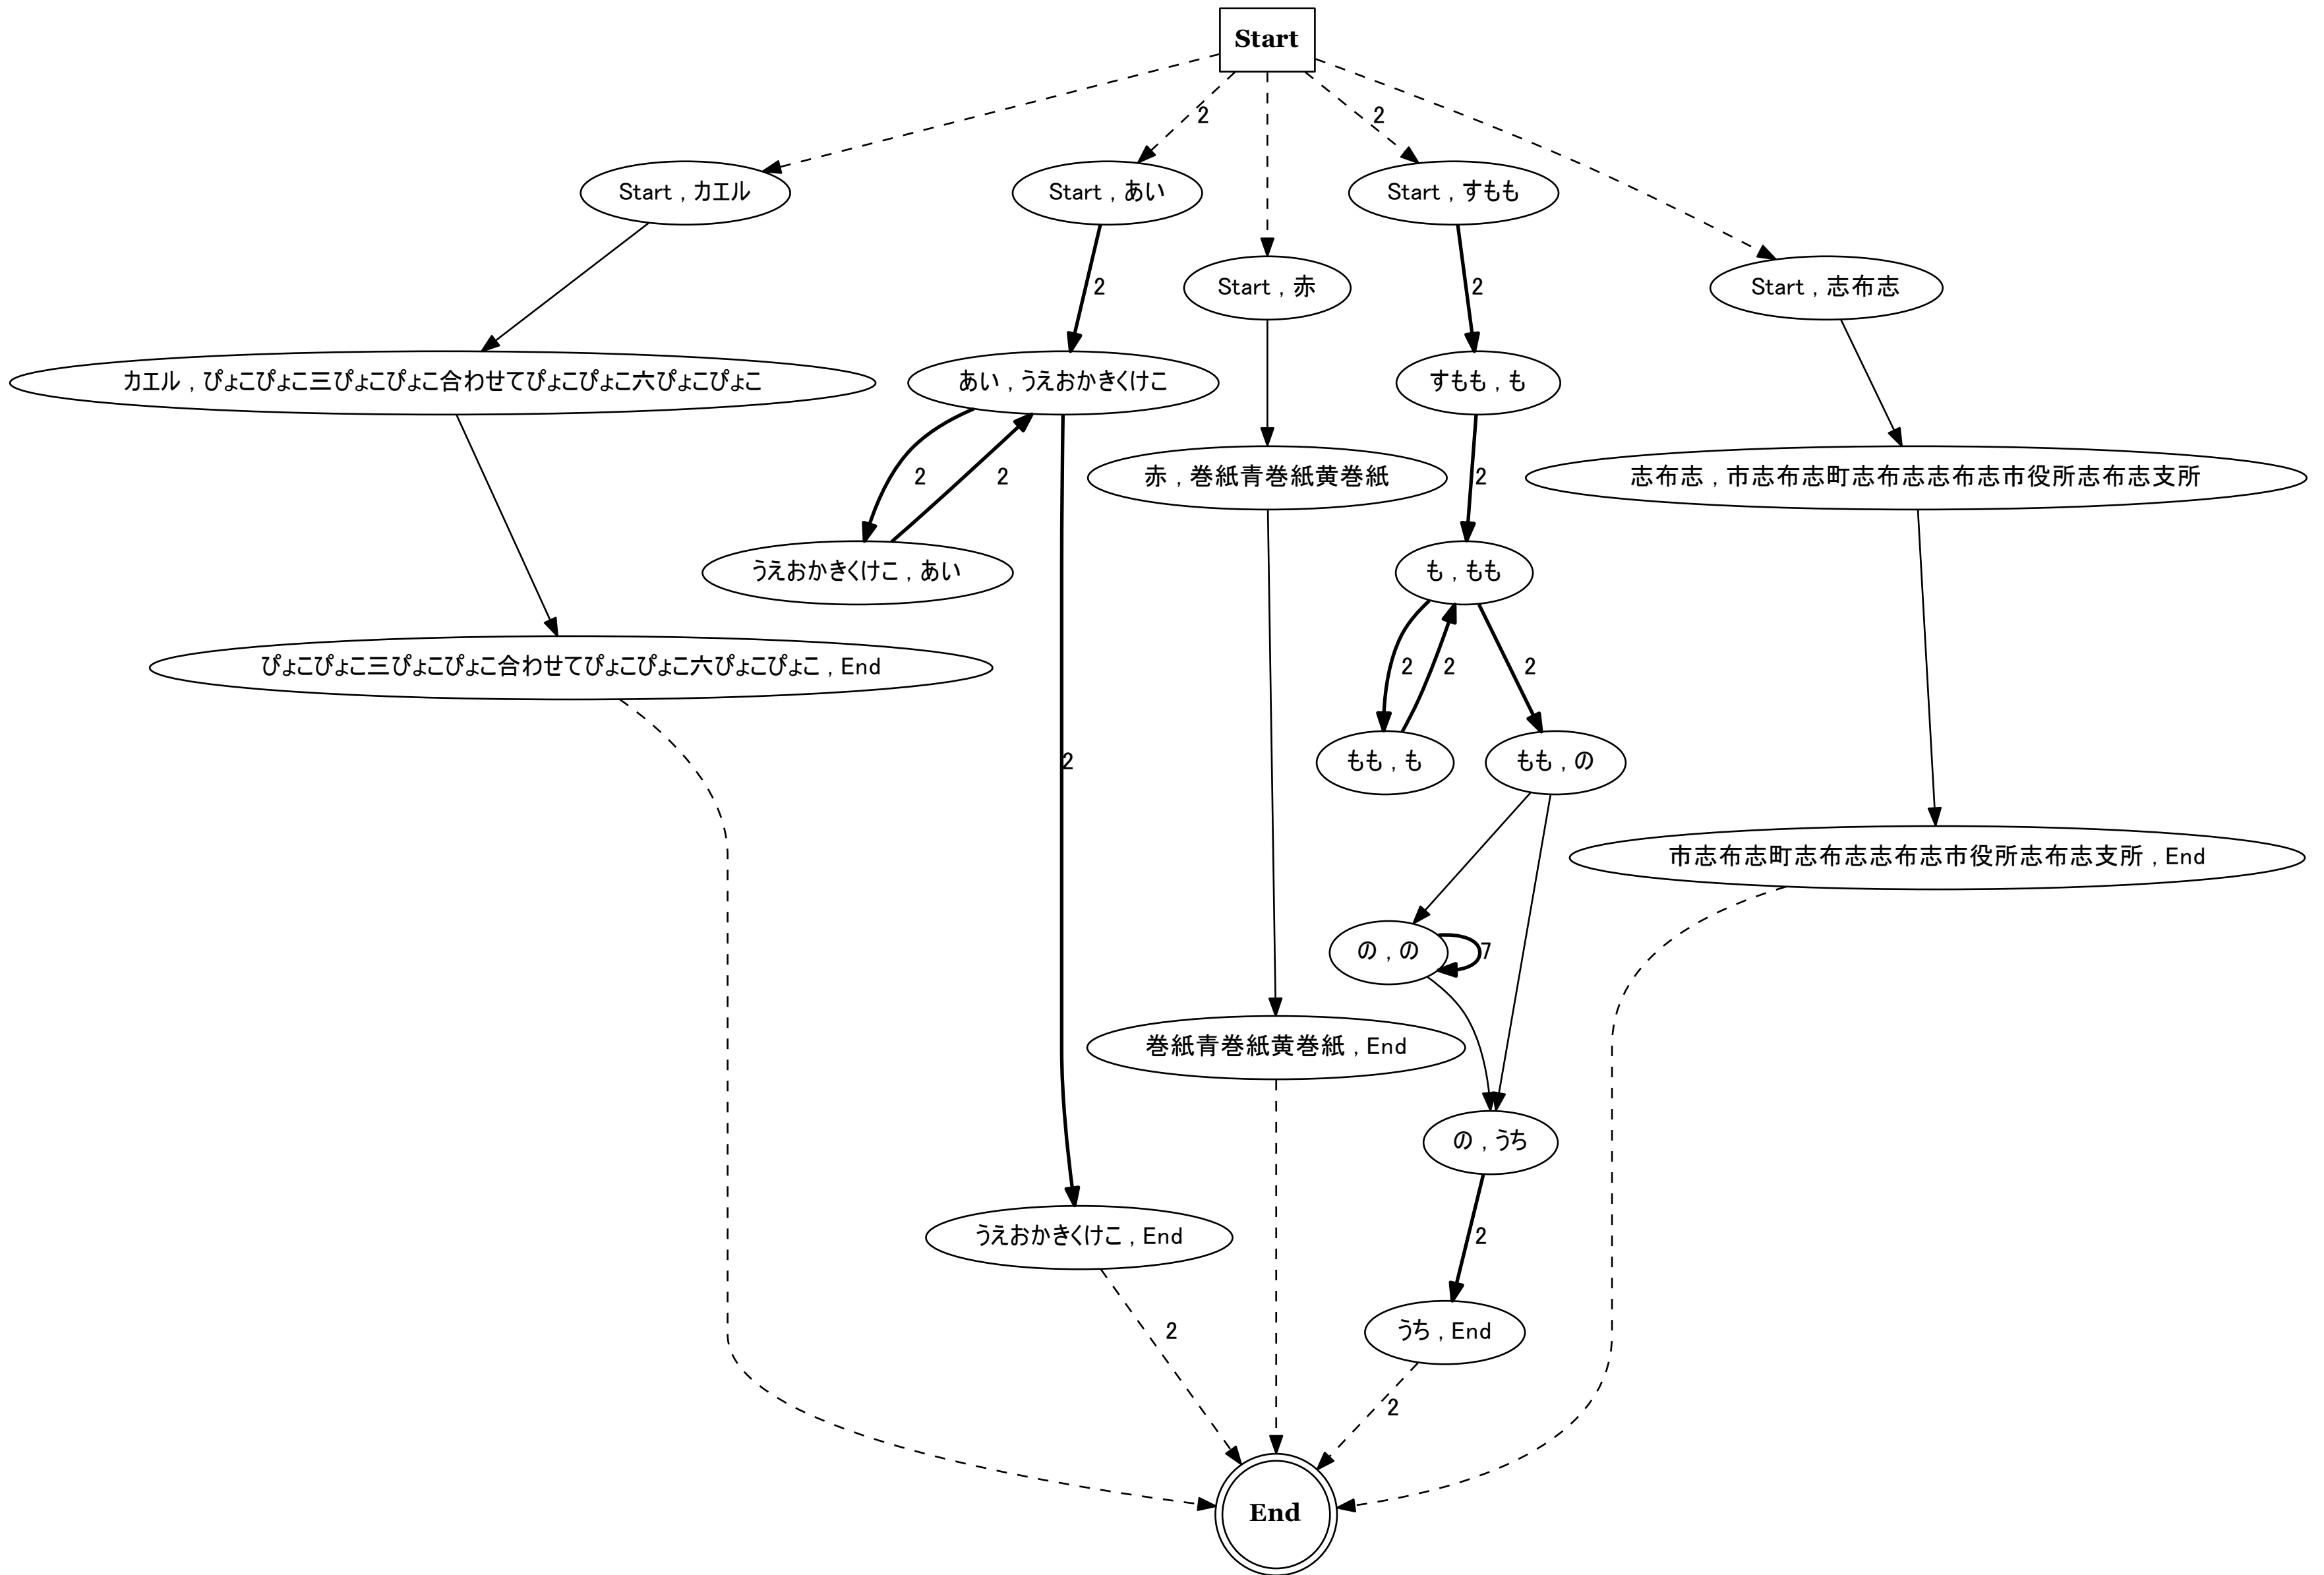 Start
2
2
Start , カエル
Start , あい
Start , すもも
Start , 赤
Start , 志布志
2
2
カエル , ぴょこぴょこ三ぴょこぴょこ合わせてぴょこぴょこ六ぴょこぴょこ
あい , うえおかきくけこ
すもも , も
赤 , 巻紙青巻紙黄巻紙
志布志 , 市志布志町志布志志布志市役所志布志支所
2
2
2
うえおかきくけこ , あい
も , もも
ぴょこぴょこ三ぴょこぴょこ合わせてぴょこぴょこ六ぴょこぴょこ , End
2
2
2
2
もも , も
もも , の
市志布志町志布志志布志市役所志布志支所 , End
の , の
7
巻紙青巻紙黄巻紙 , End
の , うち
うえおかきくけこ , End
2
2
うち , End
2
End